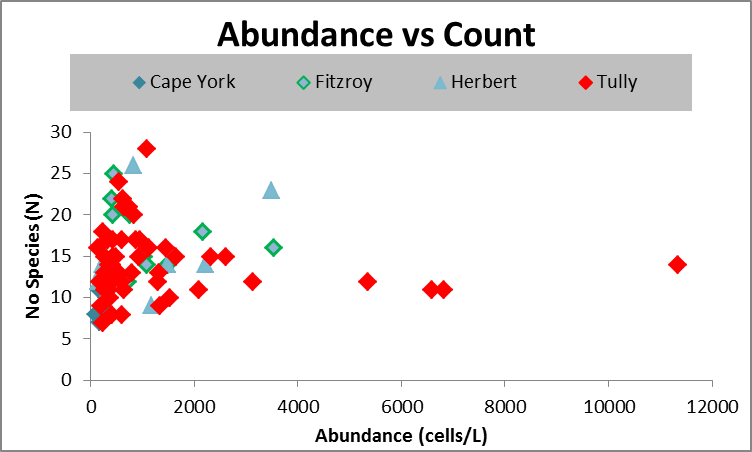 Abundance vs Count
Cape York Fitzroy Herbert Tully
No Species (N)
30
25
20
15
10
5
0
0 2000 4000 6000 8000 10000 12000
Abundance (cells/L)